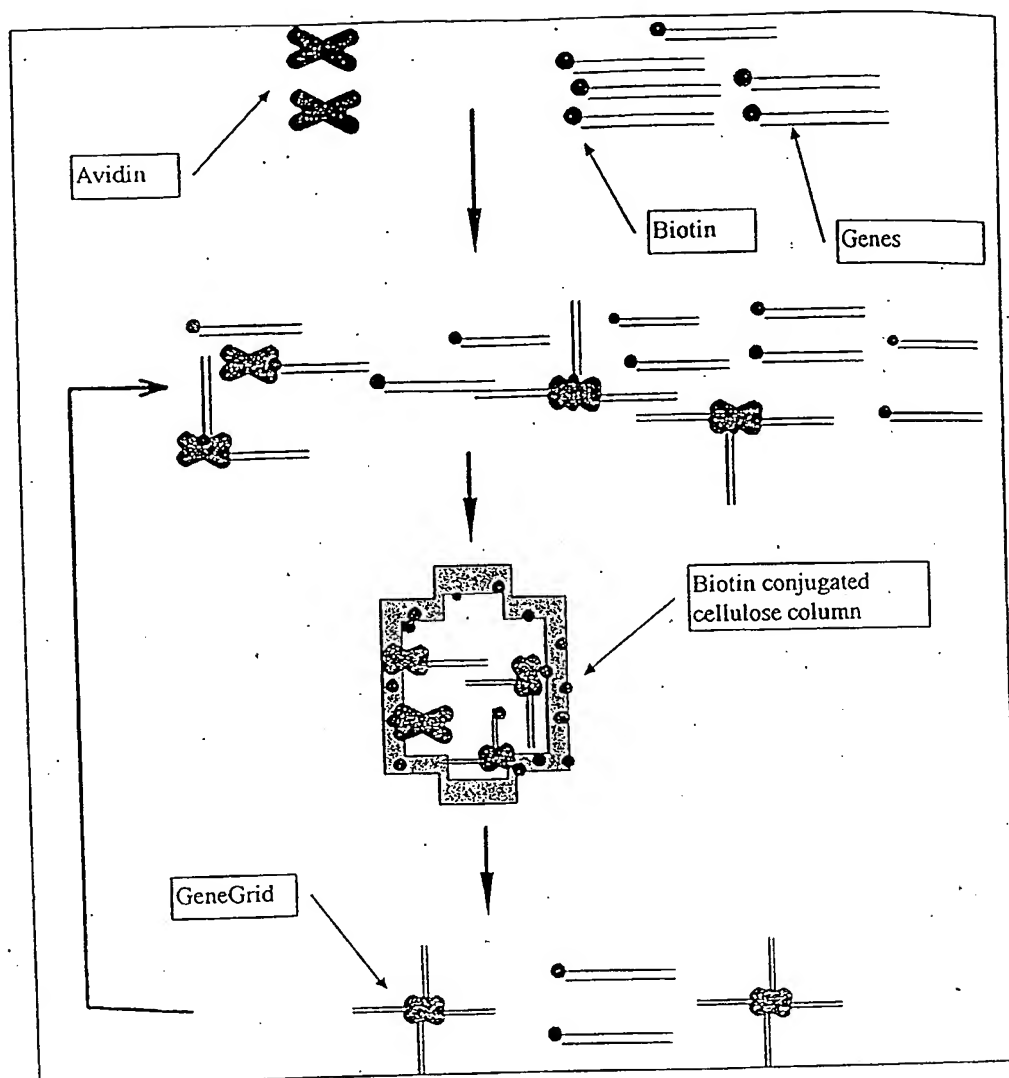 Avidin
Biotin
Genes
Biotin conjugated
cellulose column
GeneGrid